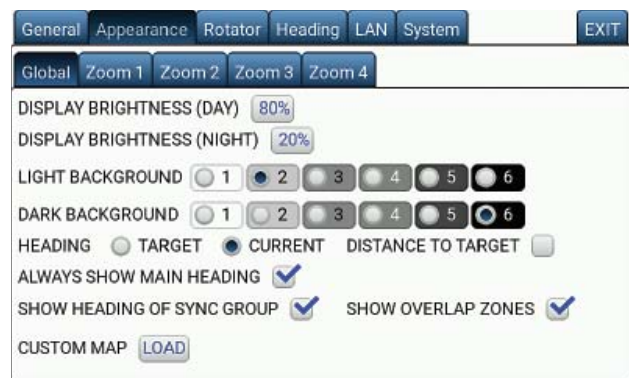 General Appearance Rotator Heading LAN System EXIT
Global Zoom 1 Zoom 2 Zoom 3 Zoom 4
DISPLAY BRIGHTNESS (DAY) 80%
DISPLAY BRIGHTNESS (NIGHT) 20%
LIGHT BACKGROUND 1 2 3 4 5 6
DARK BACKGROUND 1 2 3 4 5 6
HEADING TARGET CURRENT DISTANCE TO TARGET
ALWAYS SHOW MAIN HEADING
SHOW HEADING OF SYNC GROUP SHOW OVERLAP ZONES
CUSTOM MAP LOAD